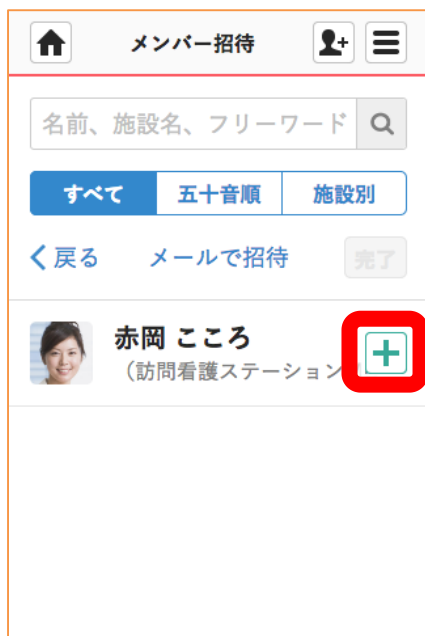 メンバー招待
名前、施設名、フリーワード
すべて 五十音順 施設別
戻る メールで招待 完了
赤岡 こころ
（訪問看護ステーション